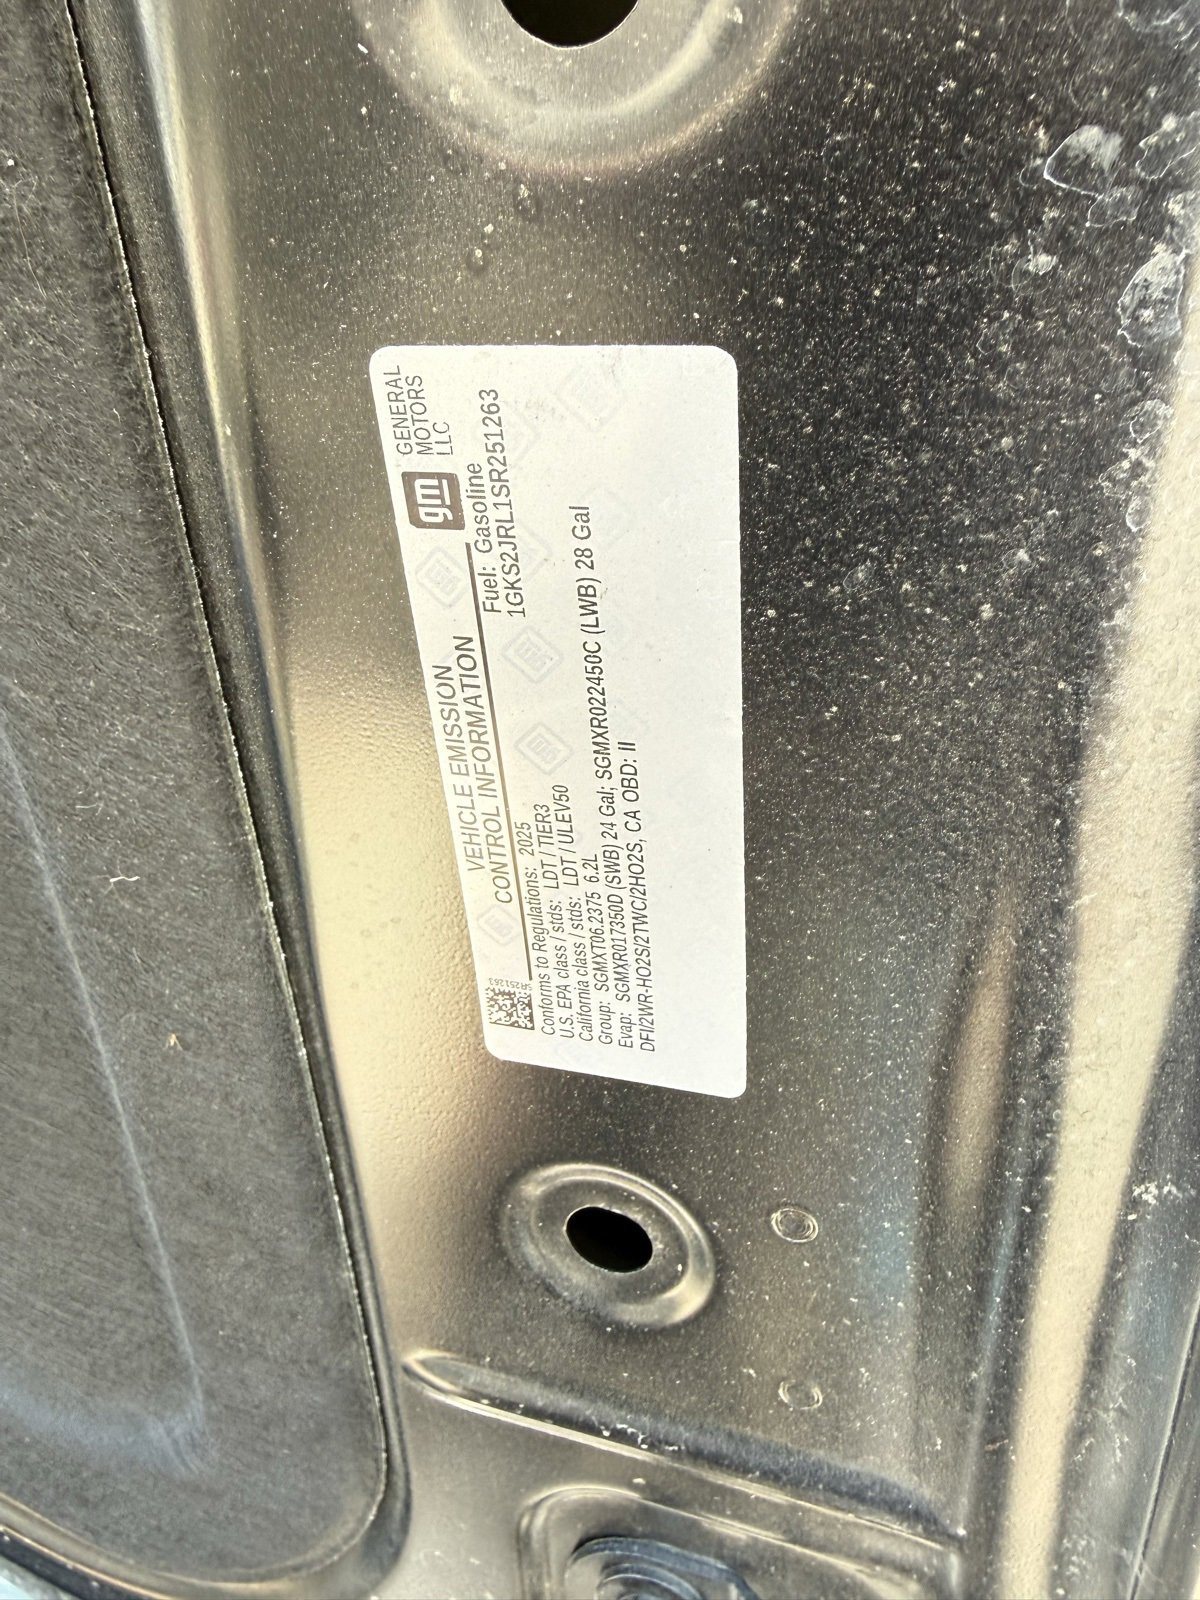 VEHICLE EMISSION
CONTROL INFORMATION
gm
GENERAL
MOTORS
LLC
Fuel: Gasoline
1GKS2JRL1SR251263
Conforms to Regulations: 2025
U.S. EPA class / stds: LDT / TIER3
California class / stds: LDT / ULEV50
Group: SGMXT06.2375 6.2L
Evap: SGMXR017350D (SWB) 24 Gal; SGMXR022450C (LWB) 28 Gal
DFI/2WR-HO2S/2TWC/2HO2S, CA OBD: II